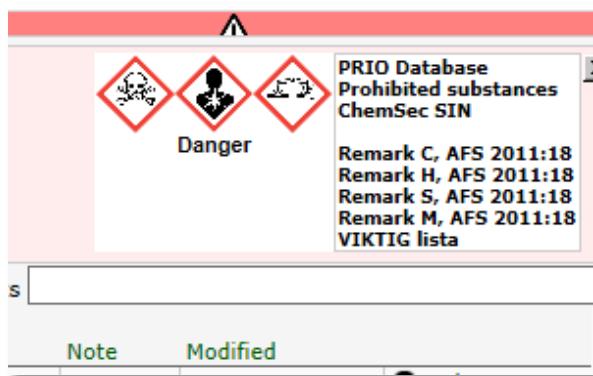 PRIO Database
Prohibited substances
ChemSec SIN
Danger
Remark C, AFS 2011:18
Remark H, AFS 2011:18
Remark S, AFS 2011:18
Remark M, AFS 2011:18
VIKTIG lista
s
Note Modified